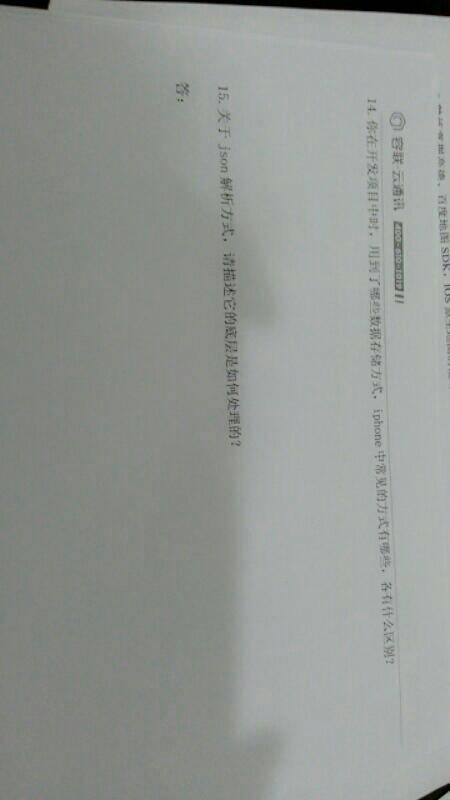 百度地图 SDK, iOS
容联 云通讯 400-610-1019
14. 你在开发项目中时，用到了哪些数据存储方式，iphone 中常见的方式有哪些，各有什么区别？
15. 关于 json 解析方式，请描述它的底层是如何处理的？
答：